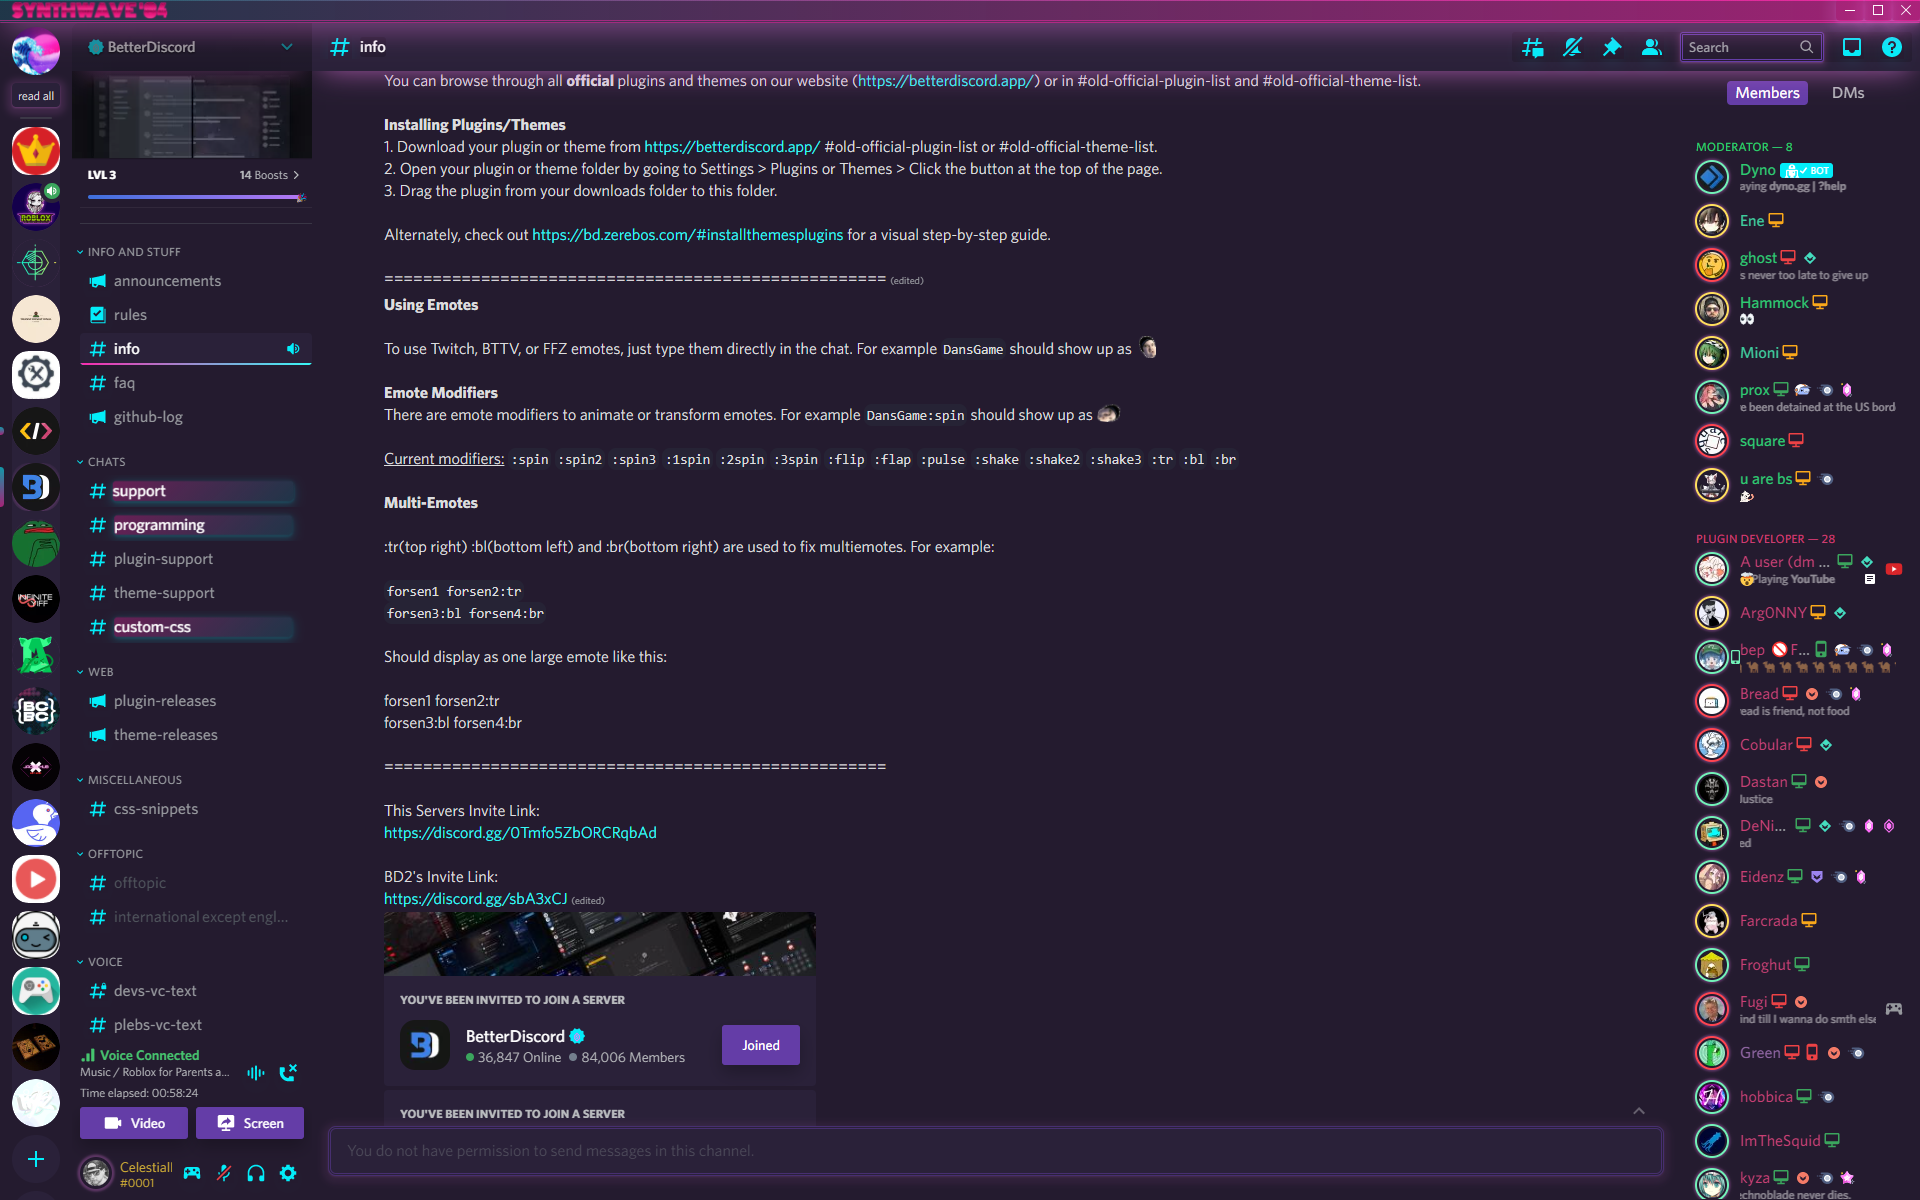 SYNTHWAVE'84
read all
ROBLOX
INFINITE
BC
BC
BetterDiscord
LVL 3
14 Boosts
INFO AND STUFF
announcements
rules
info
faq
github-log
CHATS
support
programming
plugin-support
theme-support
custom-css
WEB
plugin-releases
theme-releases
MISCELLANEOUS
css-snippets
OFFTOPIC
offtopic
international except engl...
VOICE
devs-vc-text
plebs-vc-text
Voice Connected
Music / Roblox for Parents a...
Time elapsed: 00:58:24
Video
Screen
Celestiall
#0001
info
Search
You can browse through all official plugins and themes on our website (https://betterdiscord.app/) or in #old-official-plugin-list and #old-official-theme-list.
Installing Plugins/Themes
1. Download your plugin or theme from https://betterdiscord.app/ #old-official-plugin-list or #old-official-theme-list.
2. Open your plugin or theme folder by going to Settings > Plugins or Themes > Click the button at the top of the page.
3. Drag the plugin from your downloads folder to this folder.
Alternately, check out https://bd.zerebos.com/#installthemesplugins for a visual step-by-step guide.
==================================================== (edited)
Using Emotes
To use Twitch, BTTV, or FFZ emotes, just type them directly in the chat. For example DansGame should show up as
Emote Modifiers
There are emote modifiers to animate or transform emotes. For example DansGame:spin should show up as
Current modifiers: :spin :spin2 :spin3 :1spin :2spin :3spin :flip :flap :pulse :shake :shake2 :shake3 :tr :bl :br
Multi-Emotes
:tr(top right) :bl(bottom left) and :br(bottom right) are used to fix multiemotes. For example:
forsen1 forsen2:tr
forsen3:bl forsen4:br
Should display as one large emote like this:
forsen1 forsen2:tr
forsen3:bl forsen4:br
====================================================
This Servers Invite Link:
https://discord.gg/0Tmfo5ZbORCRqbAd
BD2's Invite Link:
https://discord.gg/sbA3xCJ (edited)
YOU'VE BEEN INVITED TO JOIN A SERVER
BetterDiscord
36,847 Online 84,006 Members
Joined
YOU'VE BEEN INVITED TO JOIN A SERVER
You do not have permission to send messages in this channel.
Members
DMs
MODERATOR — 8
Dyno BOT
aying dyno.gg | ?help
Ene
ghost
s never too late to give up
Hammock
Mioni
prox
e been detained at the US bord
square
u are bs
PLUGIN DEVELOPER — 28
A user (dm ...
Playing YouTube
Arg0NNY
bep F...
Bread
ead is friend, not food
Cobular
Dastan
Justice
DeNi...
ed
Eidenz
Farcrada
Froghut
Fugi
ind till I wanna do smth else
Green
hobbica
ImTheSquid
kyza
echnoblade never dies.